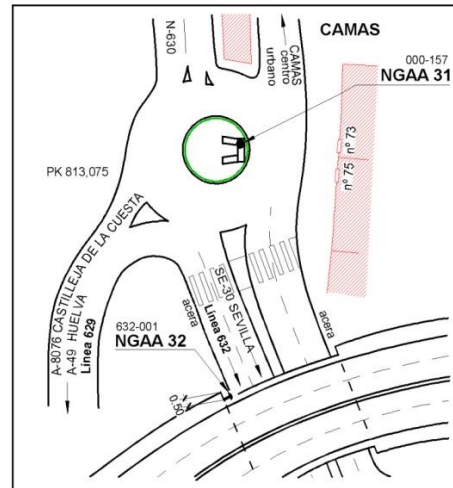 CAMAS
N-630
CAMAS
centro
urbano
000-157
NGAA 31
nº 73
nº 75
PK 813,075
A-8076 CASTILLEJA DE LA CUESTA
A-49 HUELVA
Línea 629
acera
Línea 632
SE-30 SEVILLA
acera
632-001
NGAA 32
0.50